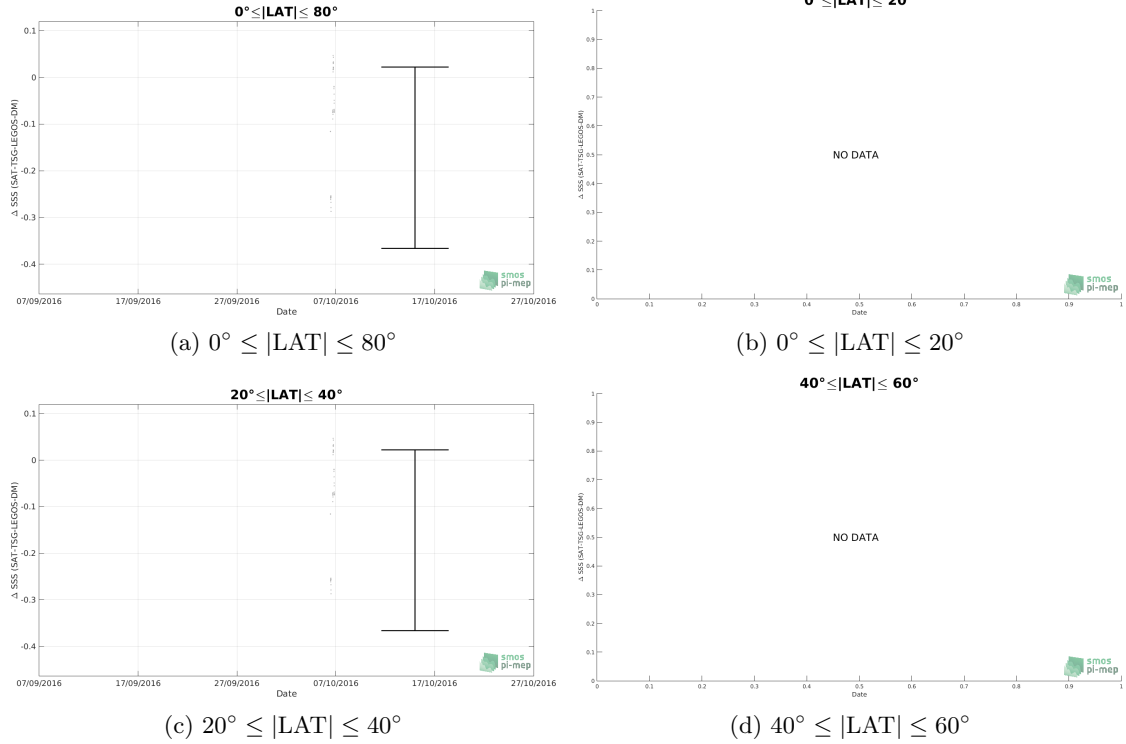 0°≤|LAT|≤ 80°
0.1
0
-0.1
-0.2
-0.3
-0.4
Δ SSS (SAT-TSG-LEGOS-DM)
07/09/2016 17/09/2016 27/09/2016 07/10/2016 17/10/2016 27/10/2016
Date
smos
pi-mep
(a) 0° ≤ |LAT| ≤ 80°
0°≤|LAT|≤ 20°
1
0.9
0.8
0.7
0.6
0.5
0.4
0.3
0.2
0.1
0
Δ SSS (SAT-TSG-LEGOS-DM)
NO DATA
0 0.1 0.2 0.3 0.4 0.5 0.6 0.7 0.8 0.9 1
Date
smos
pi-mep
(b) 0° ≤ |LAT| ≤ 20°
20°≤|LAT|≤ 40°
0.1
0
-0.1
-0.2
-0.3
-0.4
Δ SSS (SAT-TSG-LEGOS-DM)
07/09/2016 17/09/2016 27/09/2016 07/10/2016 17/10/2016 27/10/2016
Date
smos
pi-mep
(c) 20° ≤ |LAT| ≤ 40°
40°≤|LAT|≤ 60°
1
0.9
0.8
0.7
0.6
0.5
0.4
0.3
0.2
0.1
0
Δ SSS (SAT-TSG-LEGOS-DM)
NO DATA
0 0.1 0.2 0.3 0.4 0.5 0.6 0.7 0.8 0.9 1
Date
smos
pi-mep
(d) 40° ≤ |LAT| ≤ 60°